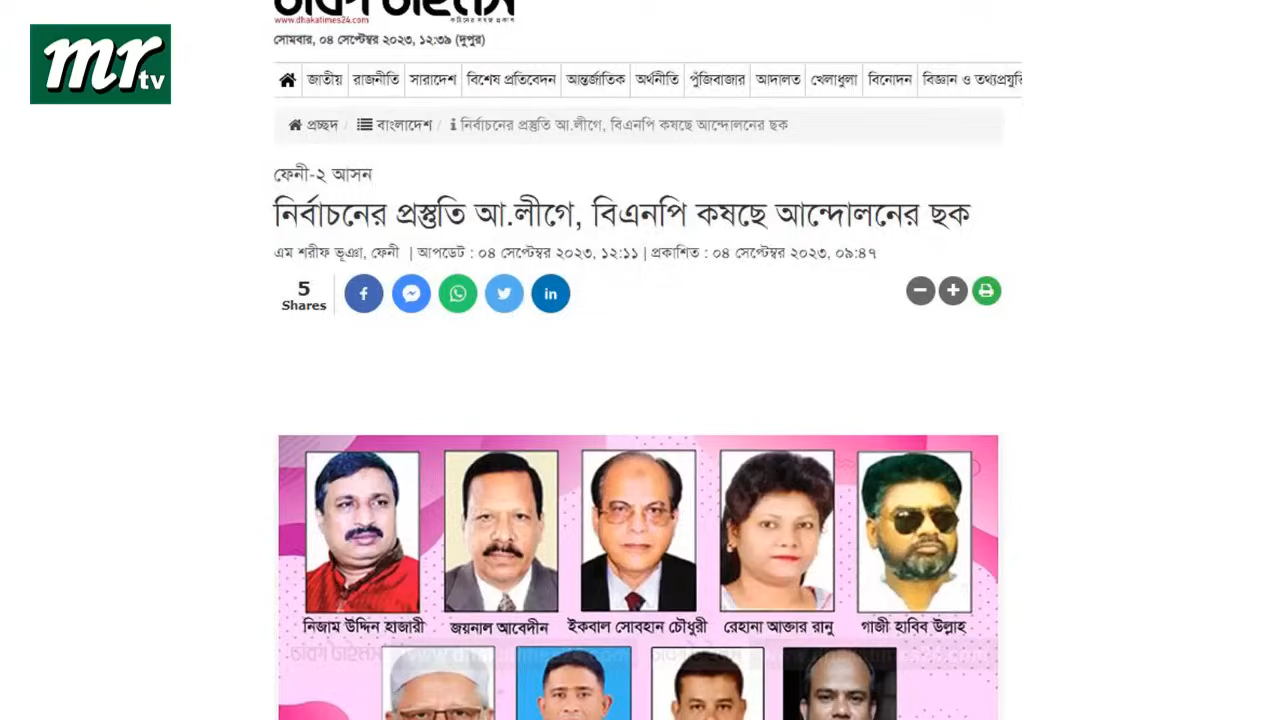 www.dhakatimes24.com
সোমবার, ০৪ সেপ্টেম্বর ২০২৩, ১২:৩৯ (দুপুর)
mr tv
জাতীয় রাজনীতি সারাদেশ বিশেষ প্রতিবেদন আন্তর্জাতিক অর্থনীতি পুঁজিবাজার আদালত খেলাধুলা বিনোদন বিজ্ঞান ও তথ্যপ্রযুক্তি
প্রচ্ছদ / বাংলাদেশ / নির্বাচনের প্রস্তুতি আ.লীগে, বিএনপি কষছে আন্দোলনের ছক
ফেনী-২ আসন
নির্বাচনের প্রস্তুতি আ.লীগে, বিএনপি কষছে আন্দোলনের ছক
এম শরীফ ভূঞা, ফেনী | আপডেট : ০৪ সেপ্টেম্বর ২০২৩, ১২:১১ | প্রকাশিত : ০৪ সেপ্টেম্বর ২০২৩, ০৯:৪৭
5
Shares
নিজাম উদ্দিন হাজারী জয়নাল আবেদীন ইকবাল সোবহান চৌধুরী রেহানা আক্তার রানু গাজী হাবিব উল্লাহ